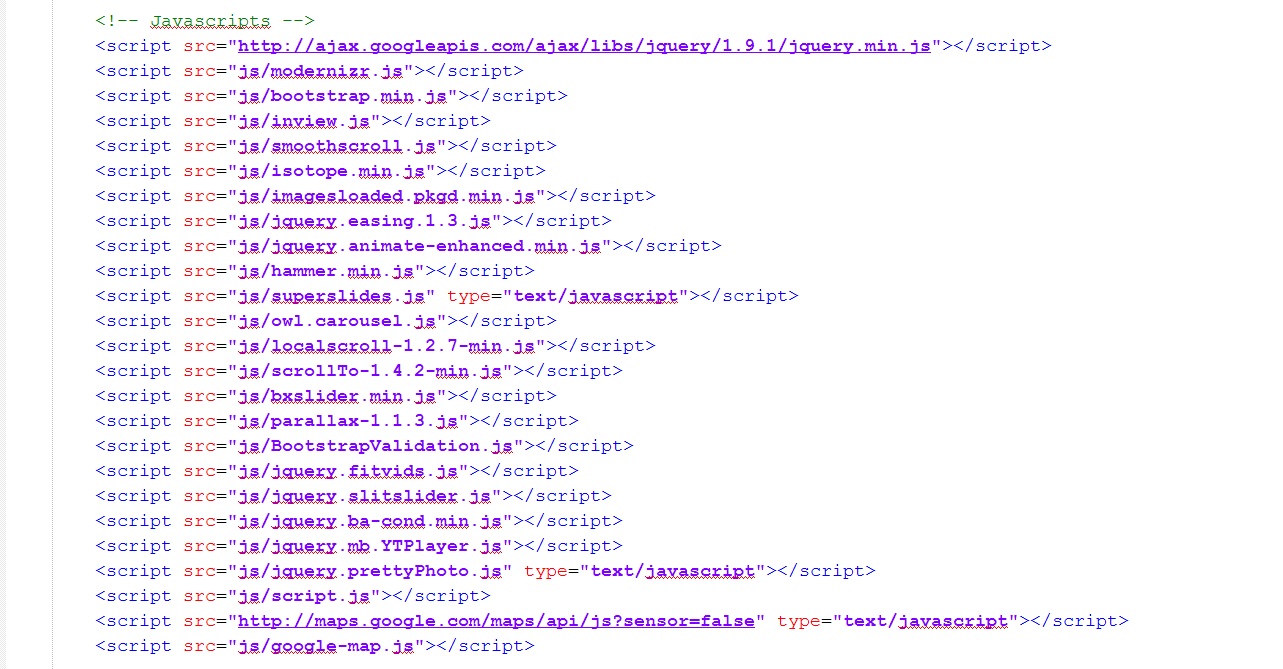 <!-- Javascripts -->
<script src="http://ajax.googleapis.com/ajax/libs/jquery/1.9.1/jquery.min.js"></script>
<script src="js/modernizr.js"></script>
<script src="js/bootstrap.min.js"></script>
<script src="js/inview.js"></script>
<script src="js/smoothscroll.js"></script>
<script src="js/isotope.min.js"></script>
<script src="js/imagesloaded.pkgd.min.js"></script>
<script src="js/jquery.easing.1.3.js"></script>
<script src="js/jquery.animate-enhanced.min.js"></script>
<script src="js/hammer.min.js"></script>
<script src="js/superslides.js" type="text/javascript"></script>
<script src="js/owl.carousel.js"></script>
<script src="js/localscroll-1.2.7-min.js"></script>
<script src="js/scrollTo-1.4.2-min.js"></script>
<script src="js/bxslider.min.js"></script>
<script src="js/parallax-1.1.3.js"></script>
<script src="js/BootstrapValidation.js"></script>
<script src="js/jquery.fitvids.js"></script>
<script src="js/jquery.slitslider.js"></script>
<script src="js/jquery.ba-cond.min.js"></script>
<script src="js/jquery.mb.YTPlayer.js"></script>
<script src="js/jquery.prettyPhoto.js" type="text/javascript"></script>
<script src="js/script.js"></script>
<script src="http://maps.google.com/maps/api/js?sensor=false" type="text/javascript"></script>
<script src="js/google-map.js"></script>